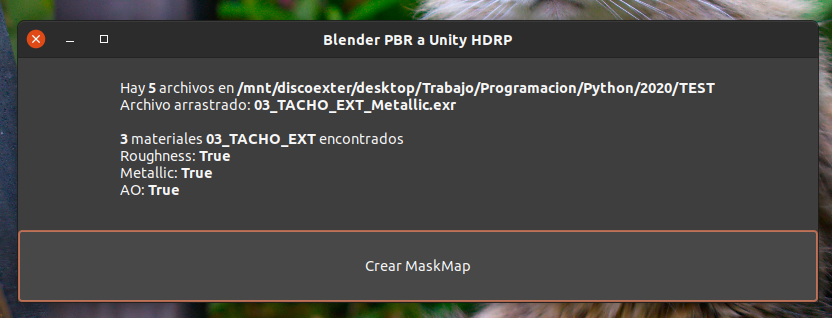 Blender PBR a Unity HDRP
Hay 5 archivos en /mnt/discoexter/desktop/Trabajo/Programacion/Python/2020/TEST
Archivo arrastrado: 03_TACHO_EXT_Metallic.exr
3 materiales 03_TACHO_EXT encontrados
Roughness: True
Metallic: True
AO: True
Crear MaskMap